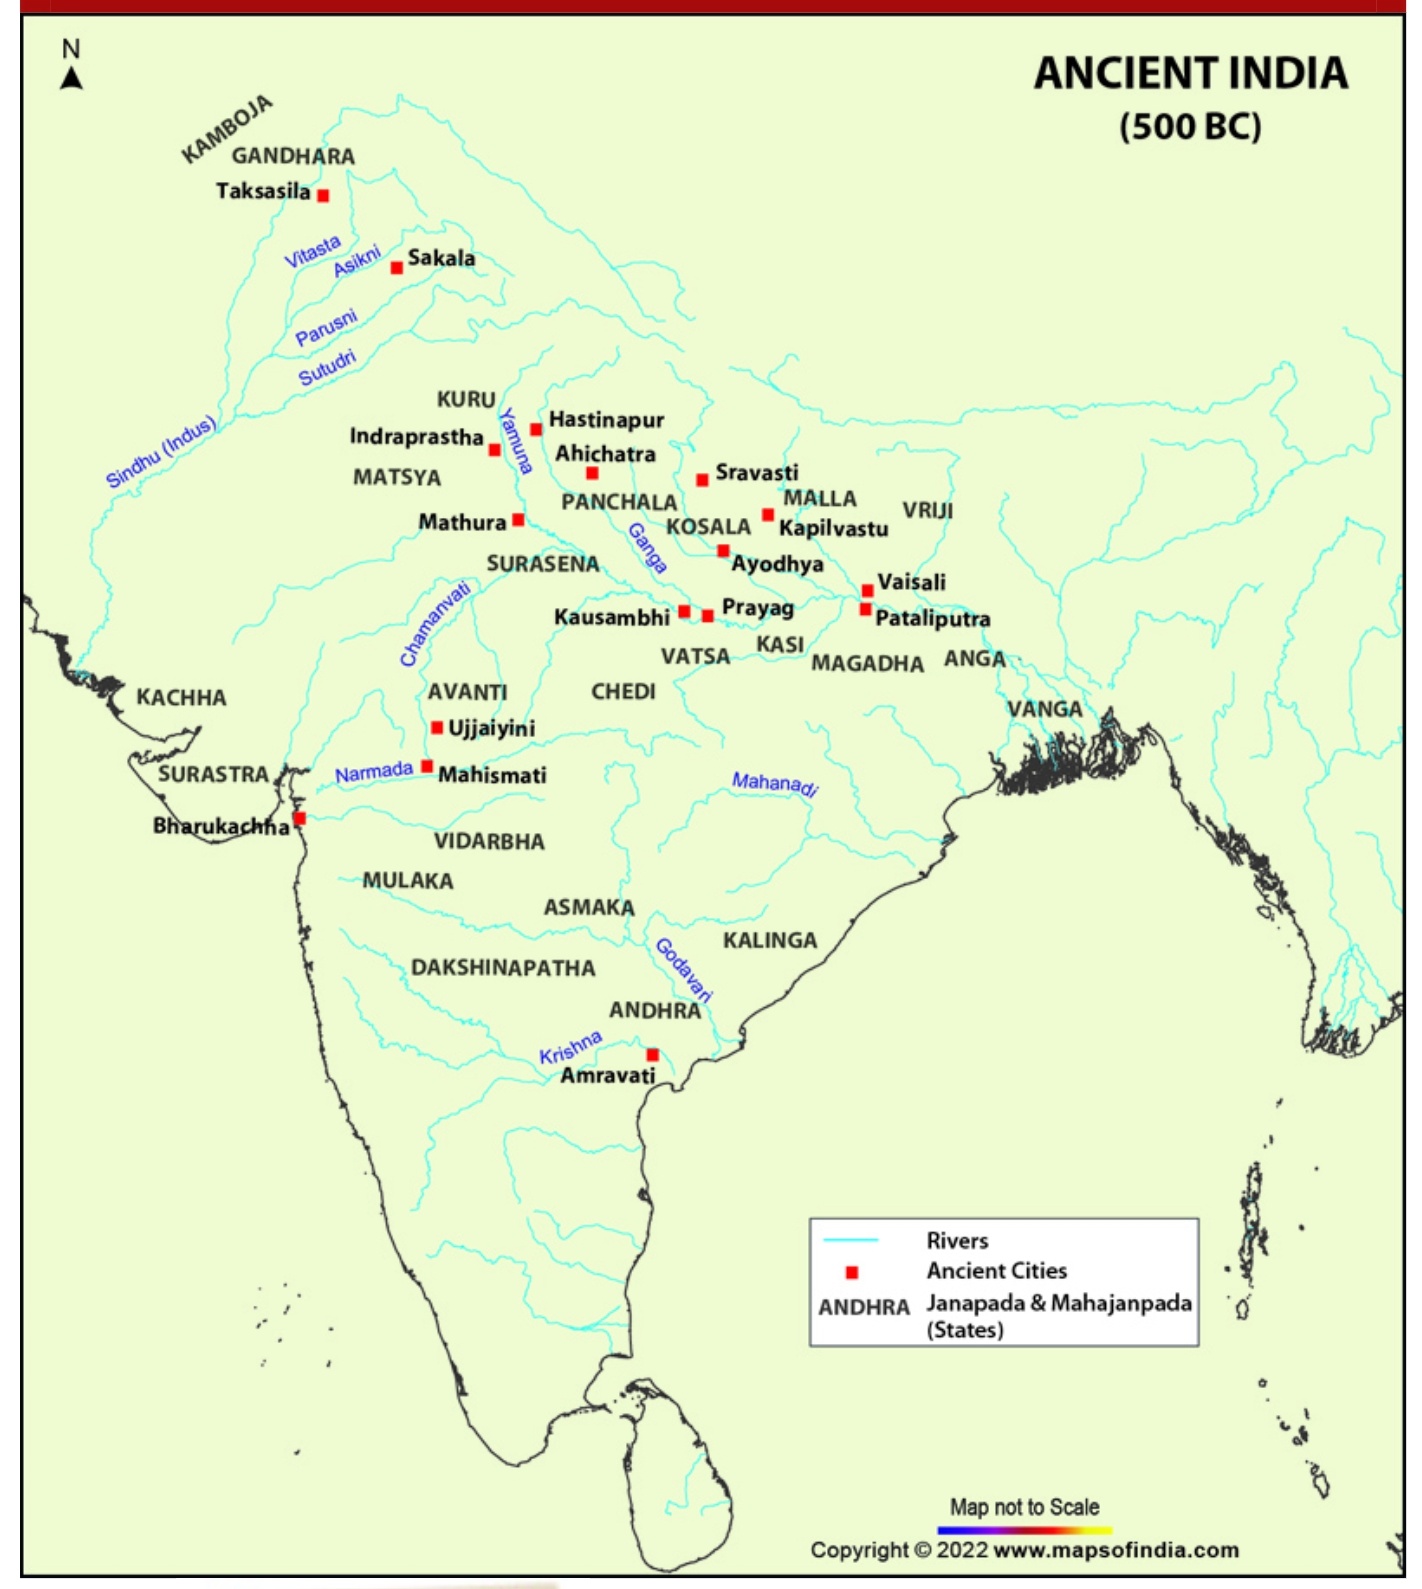 N
ANCIENT INDIA
(500 BC)
KAMBOJA
GANDHARA
Taksasila
Vitasta
Asikni
Sakala
Parusni
Sutudri
Sindhu (Indus)
KURU
Yamuna
Hastinapur
Indraprastha
Ahichatra
MATSYA
Sravasti
PANCHALA
MALLA
VRIJI
Mathura
KOSALA
Kapilvastu
Ganga
SURASENA
Ayodhya
Vaisali
Chamanvati
Kausambhi
Prayag
Pataliputra
KASI
VATSA
MAGADHA
ANGA
KACHHA
AVANTI
CHEDI
VANGA
Ujjaiyini
SURASTRA
Narmada
Mahismati
Mahanadi
Bharukachha
VIDARBHA
MULAKA
ASMAKA
KALINGA
Godavari
DAKSHINAPATHA
ANDHRA
Krishna
Amravati
Rivers
Ancient Cities
ANDHRA Janapada & Mahajanpada
(States)
Map not to Scale
Copyright © 2022 www.mapsofindia.com